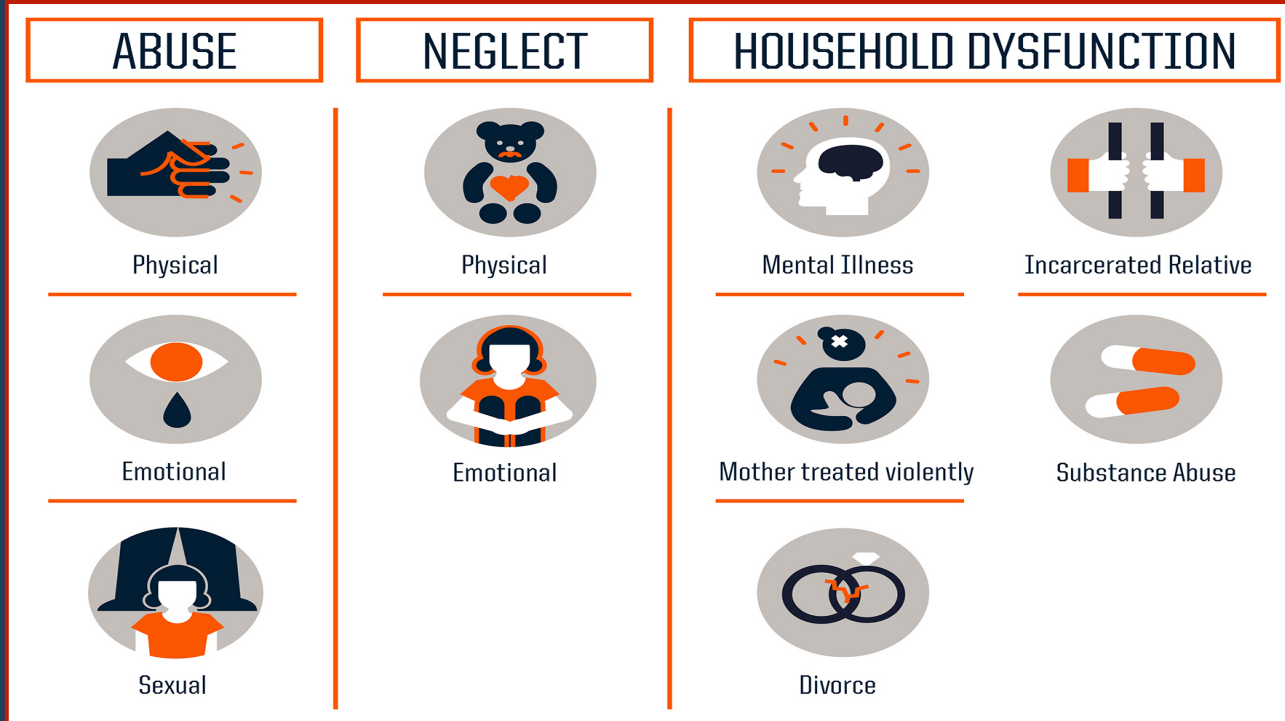 ABUSE
Physical
Emotional
Sexual
NEGLECT
Physical
Emotional
HOUSEHOLD DYSFUNCTION
Mental Illness
Incarcerated Relative
Mother treated violently
Substance Abuse
Divorce